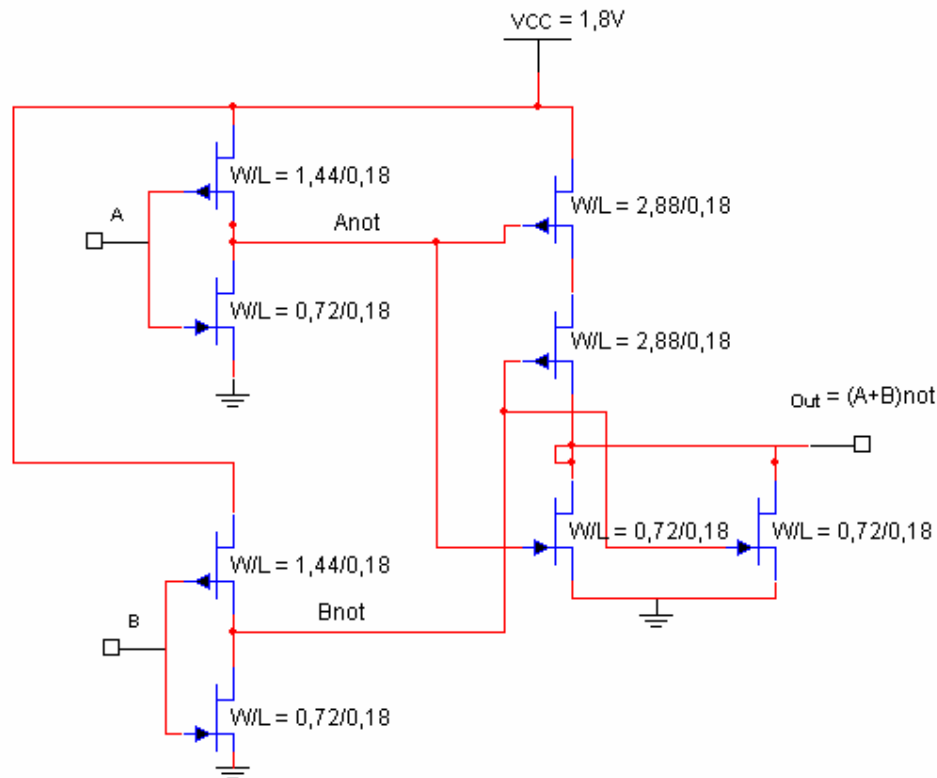 VCC = 1,8V
W/L = 1,44/0,18
W/L = 2,88/0,18
A
Anot
W/L = 0,72/0,18
W/L = 2,88/0,18
Out = (A+B)not
W/L = 0,72/0,18
W/L = 0,72/0,18
W/L = 1,44/0,18
B
Bnot
W/L = 0,72/0,18